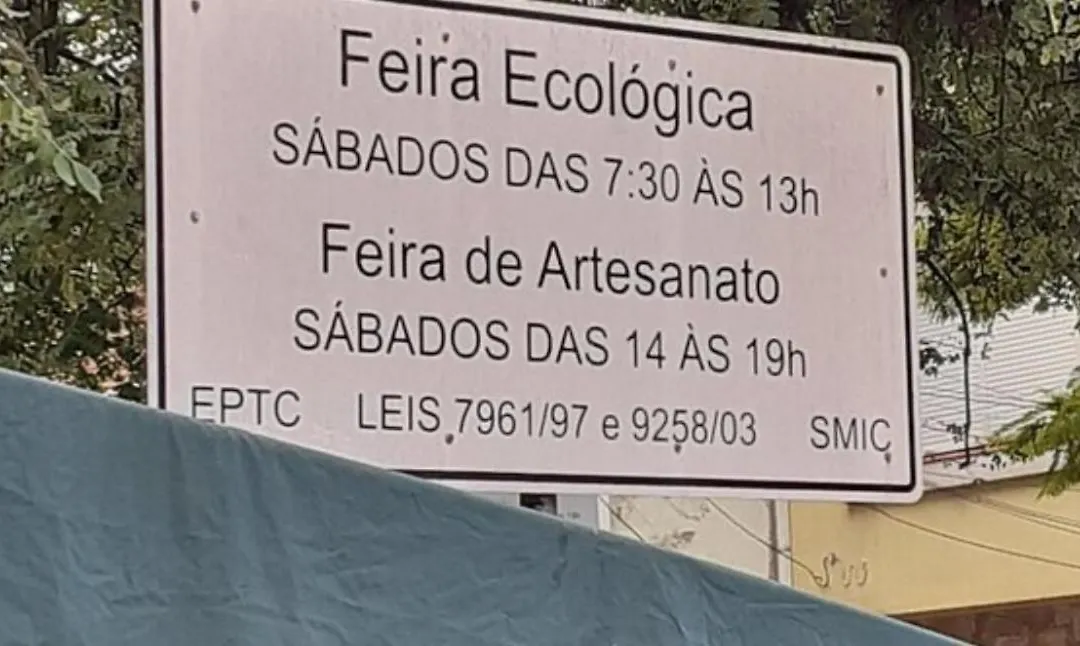 Feira Ecológica
SÁBADOS DAS 7:30 ÀS 13h
Feira de Artesanato
SÁBADOS DAS 14 ÀS 19h
EPTC LEIS 7961/97 e 9258/03 SMIC